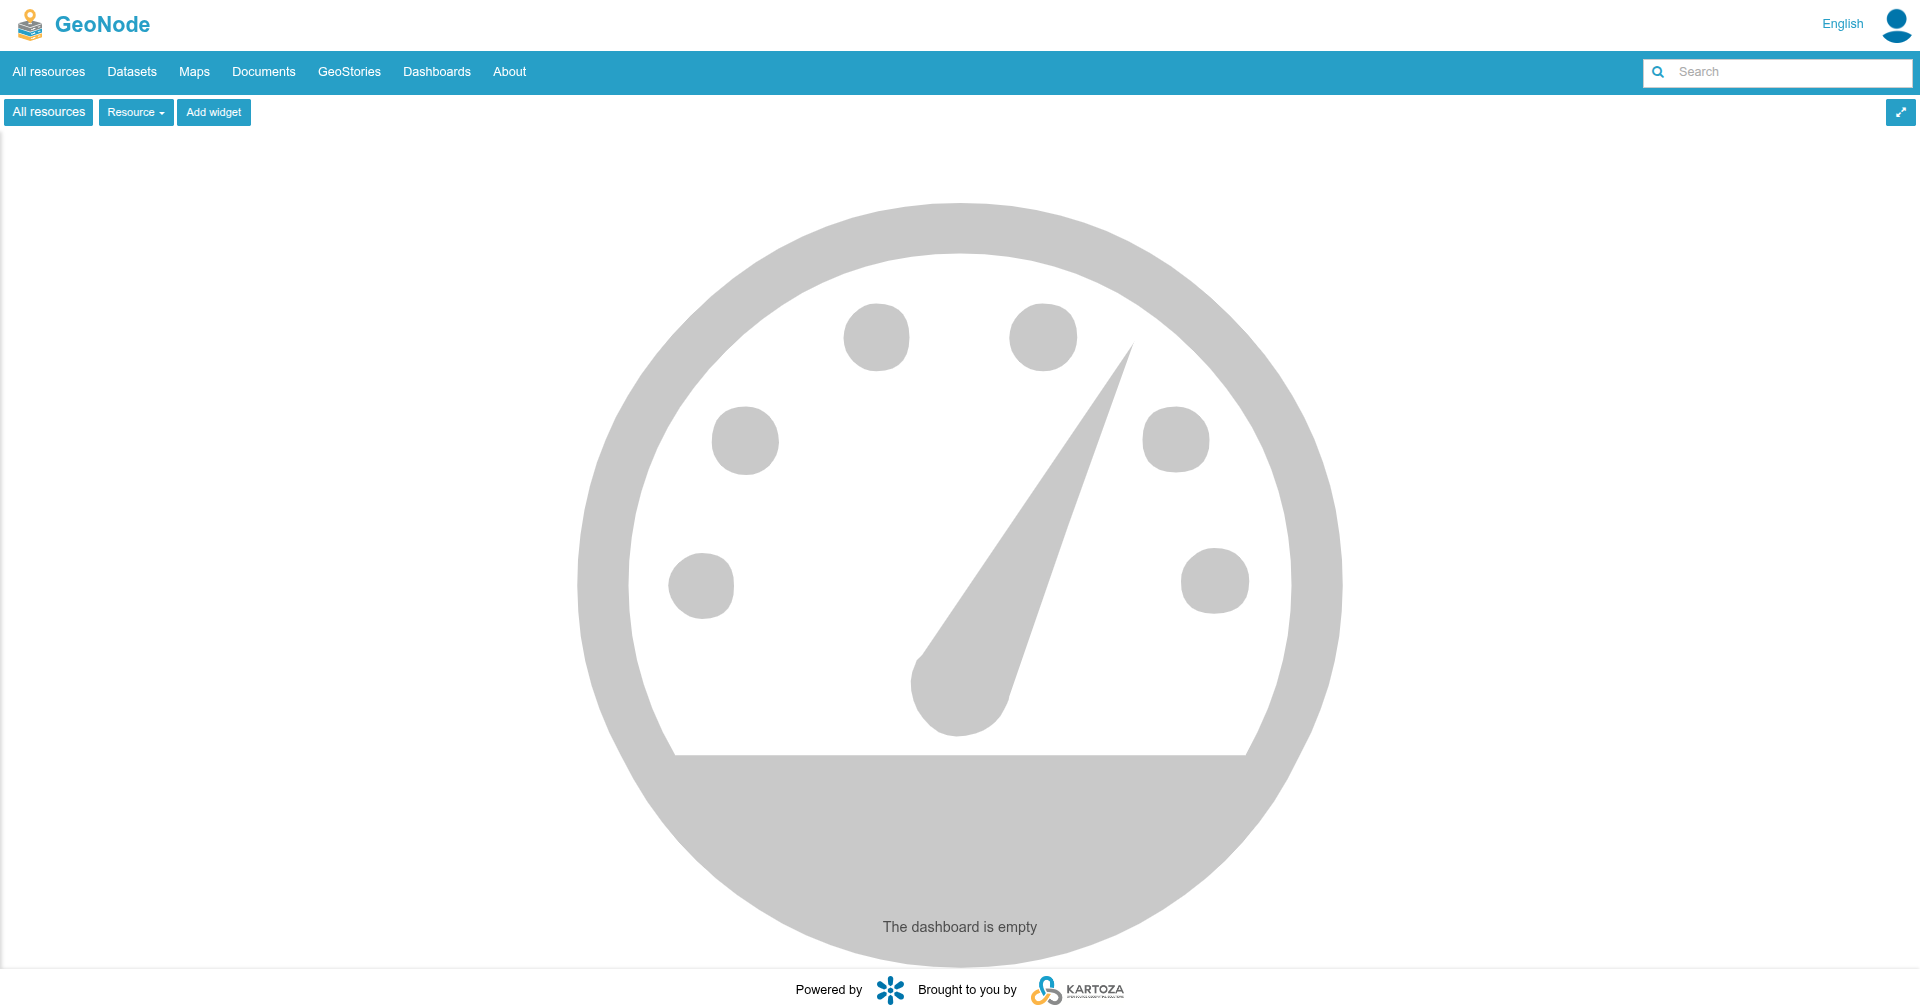 GeoNode
English
All resources Datasets Maps Documents GeoStories Dashboards About
Search
All resources Resource Add widget
The dashboard is empty
Powered by Brought to you by KARTOZA